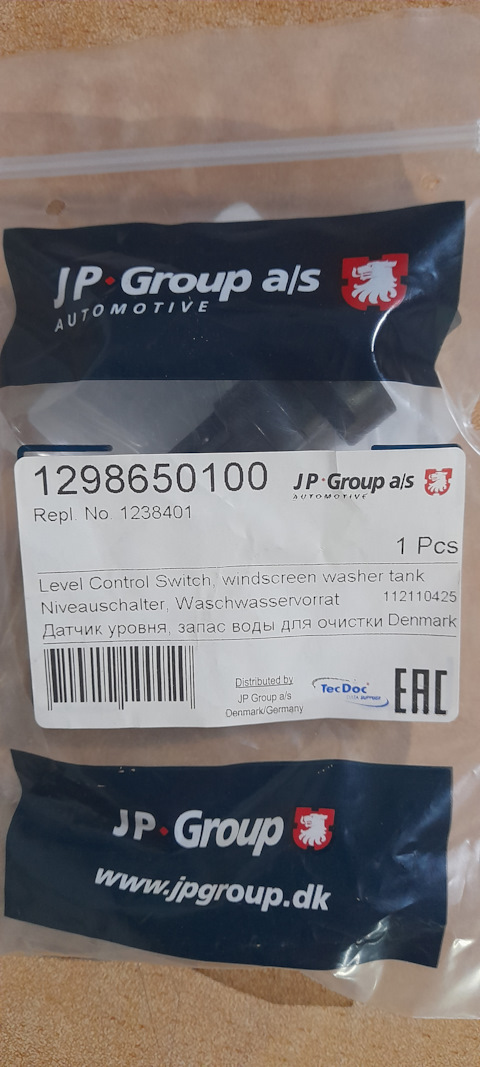 JP·Group a/s
AUTOMOTIVE
1298650100
JP·Group a/s
AUTOMOTIVE
Repl. No. 1238401
1 Pcs
Level Control Switch, windscreen washer tank
Niveauschalter, Waschwasservorrat 112110425
Датчик уровня, запас воды для очистки Denmark
Distributed by
JP Group a/s
Denmark/Germany
TecDoc
DATA SUPPLIER
EAC
JP·Group
www.jpgroup.dk